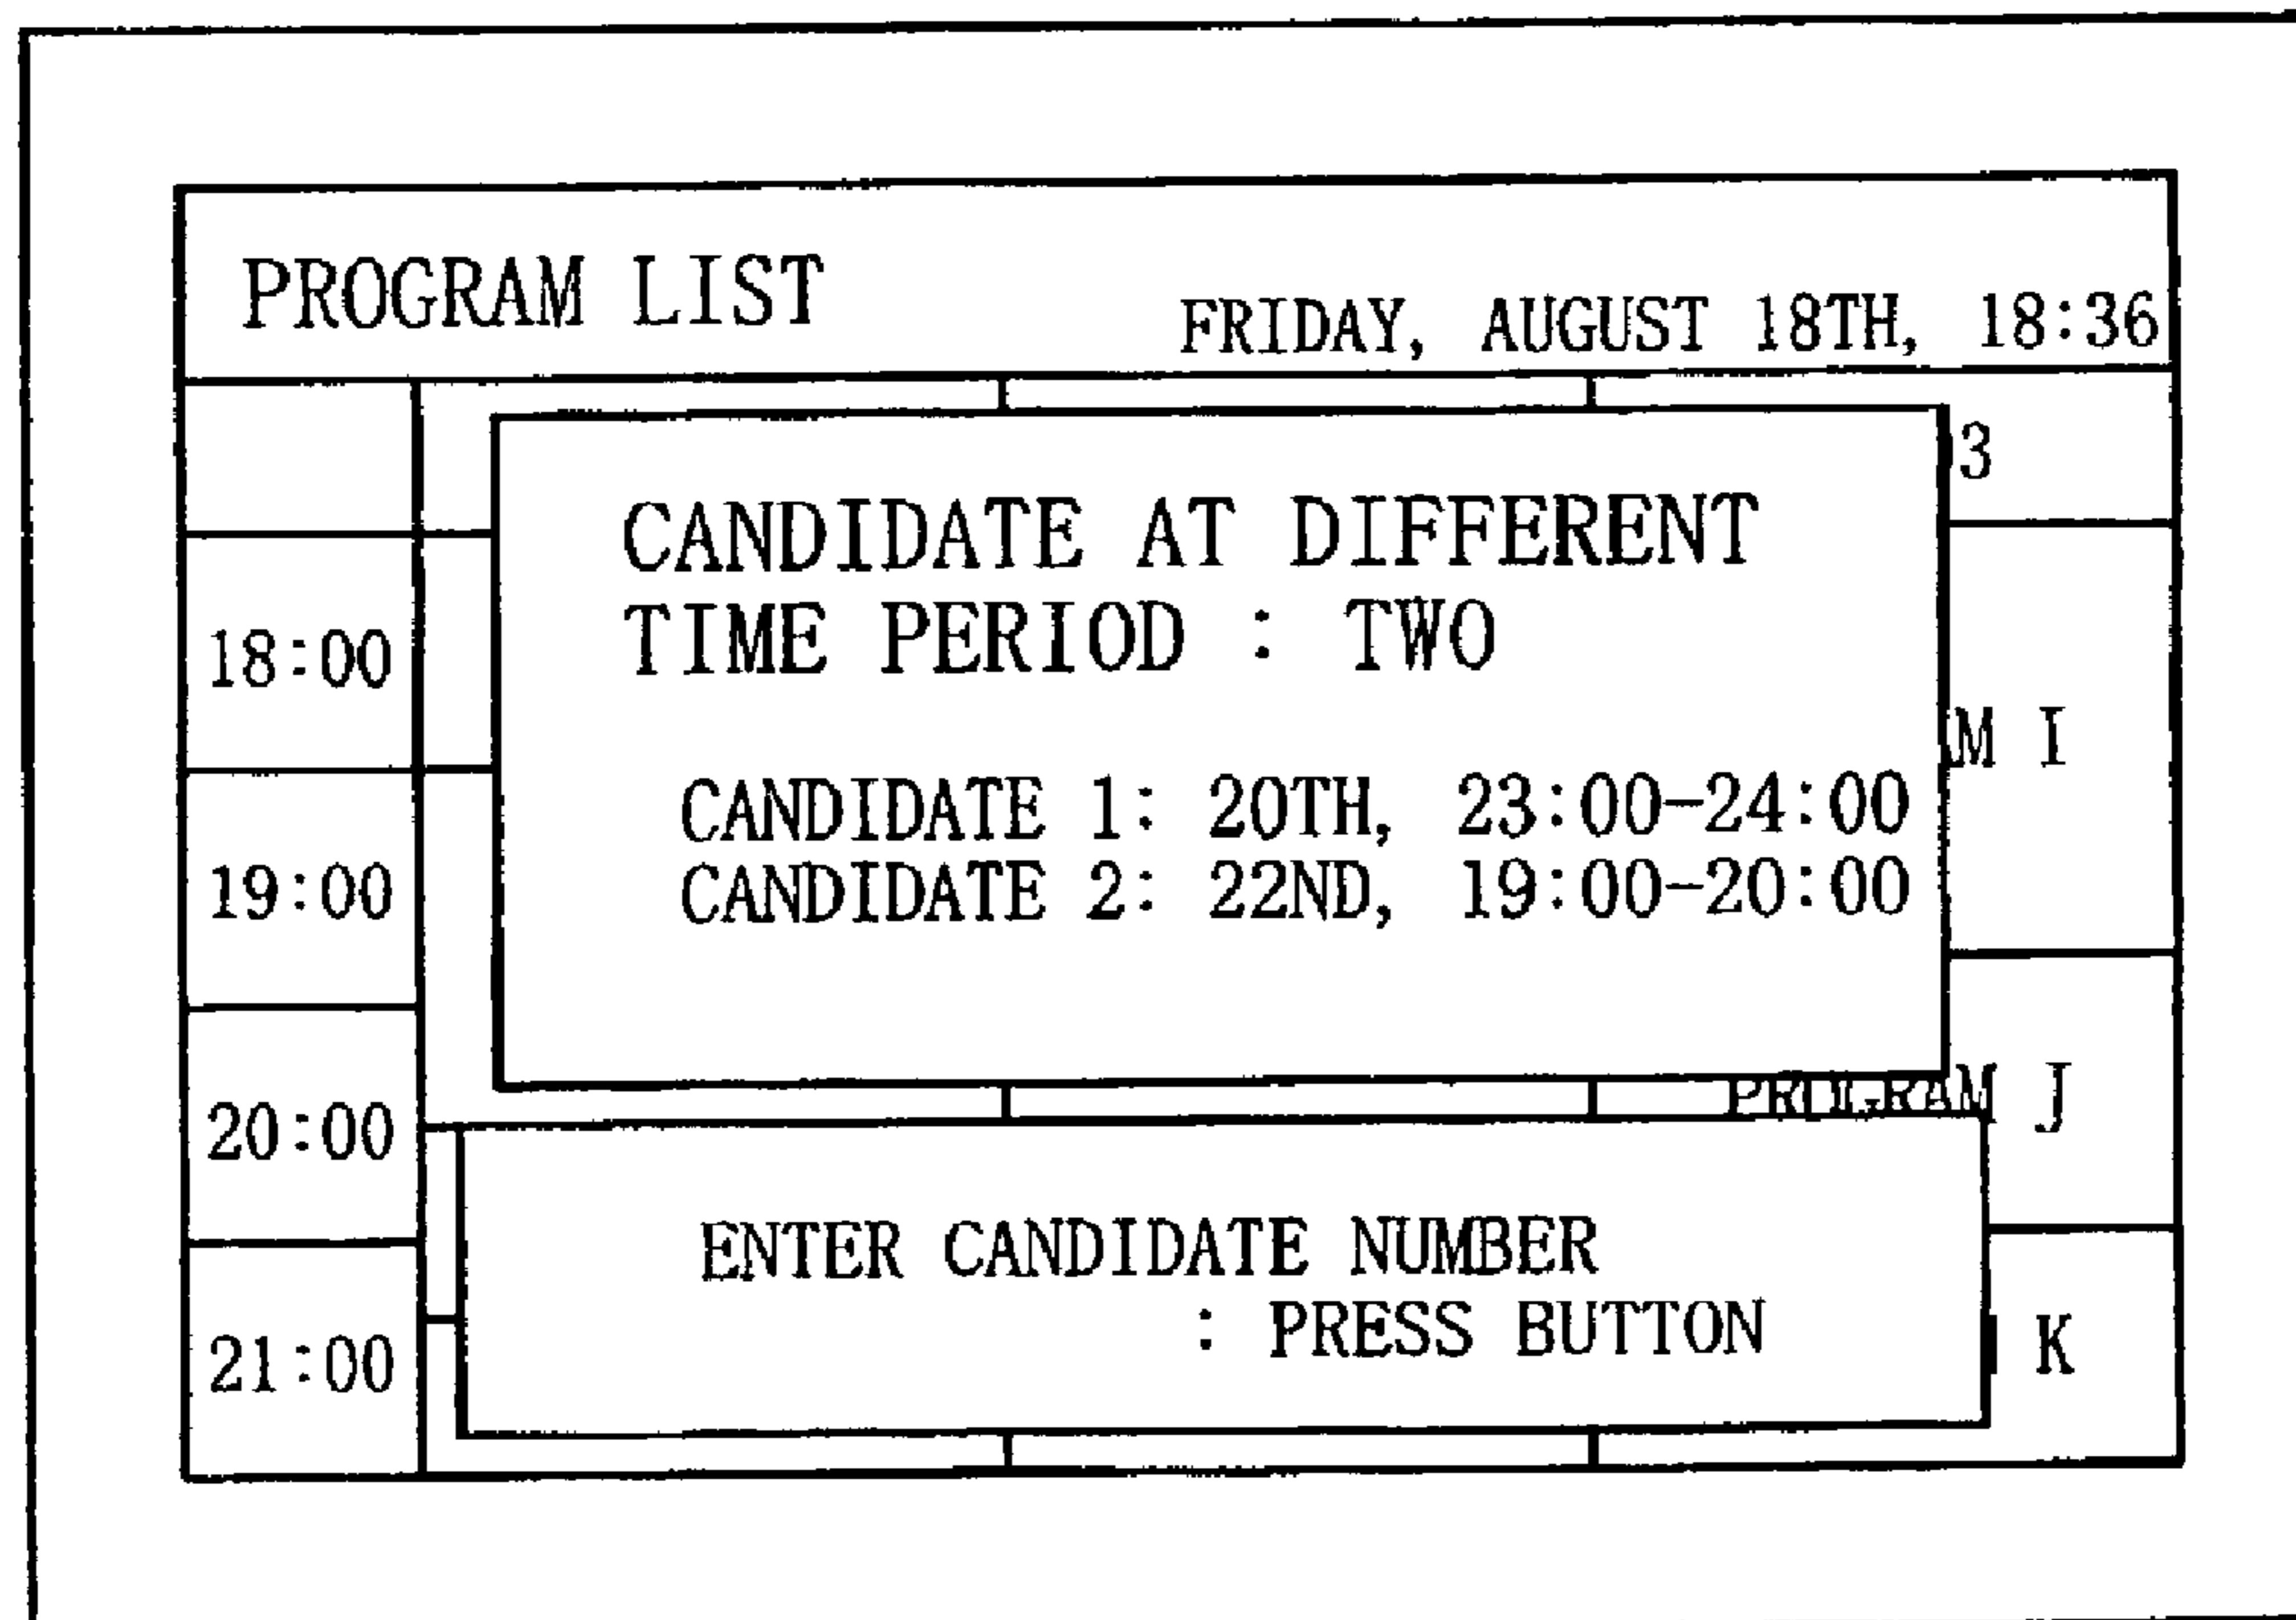 PROGRAM LIST
FRIDAY, AUGUST 18TH, 18:36
3
CANDIDATE AT DIFFERENT
TIME PERIOD : TWO
18:00
M I
CANDIDATE 1: 20TH, 23:00-24:00
19:00
CANDIDATE 2: 22ND, 19:00-20:00
PROGRAM J
20:00
ENTER CANDIDATE NUMBER
: PRESS BUTTON
21:00
K